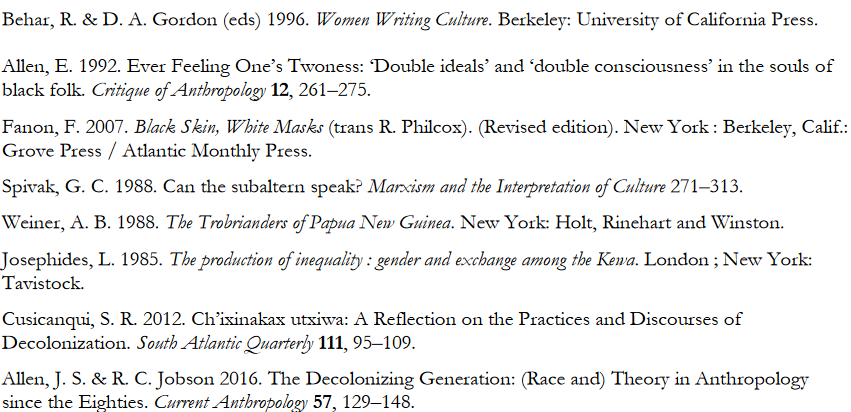 Behar, R. & D. A. Gordon (eds) 1996. Women Writing Culture. Berkeley: University of California Press.
Allen, E. 1992. Ever Feeling One’s Twoness: ‘Double ideals’ and ‘double consciousness’ in the souls of
black folk. Critique of Anthropology 12, 261–275.
Fanon, F. 2007. Black Skin, White Masks (trans R. Philcox). (Revised edition). New York : Berkeley, Calif.:
Grove Press / Atlantic Monthly Press.
Spivak, G. C. 1988. Can the subaltern speak? Marxism and the Interpretation of Culture 271–313.
Weiner, A. B. 1988. The Trobrianders of Papua New Guinea. New York: Holt, Rinehart and Winston.
Josephides, L. 1985. The production of inequality : gender and exchange among the Kewa. London ; New York:
Tavistock.
Cusicanqui, S. R. 2012. Ch’ixinakax utxiwa: A Reflection on the Practices and Discourses of
Decolonization. South Atlantic Quarterly 111, 95–109.
Allen, J. S. & R. C. Jobson 2016. The Decolonizing Generation: (Race and) Theory in Anthropology
since the Eighties. Current Anthropology 57, 129–148.